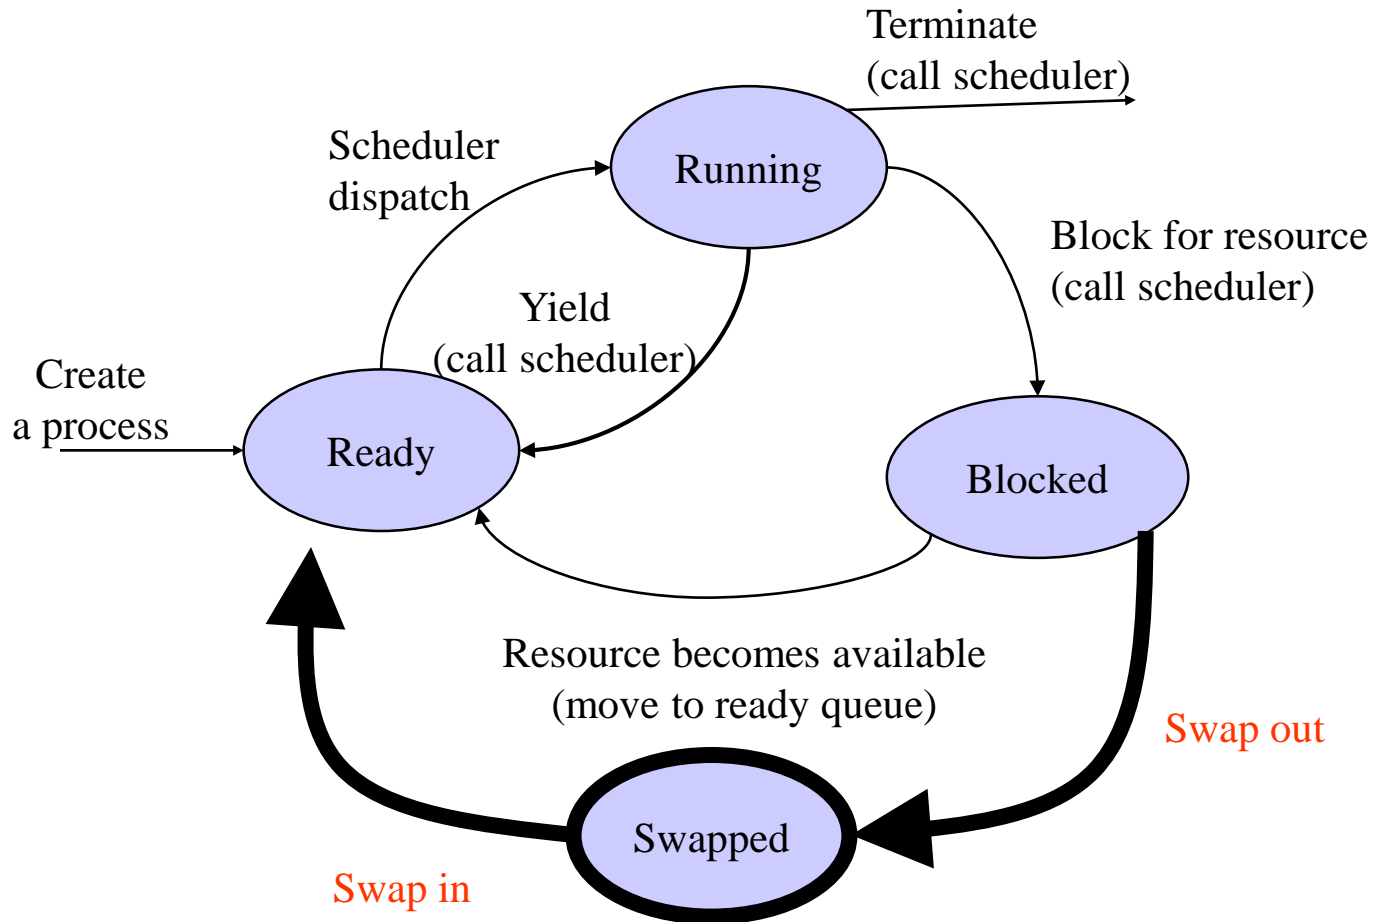 Terminate
(call scheduler)
Scheduler
dispatch
Running
Block for resource
(call scheduler)
Yield
(call scheduler)
Create
a process
Ready
Blocked
Resource becomes available
(move to ready queue)
Swap out
Swapped
Swap in